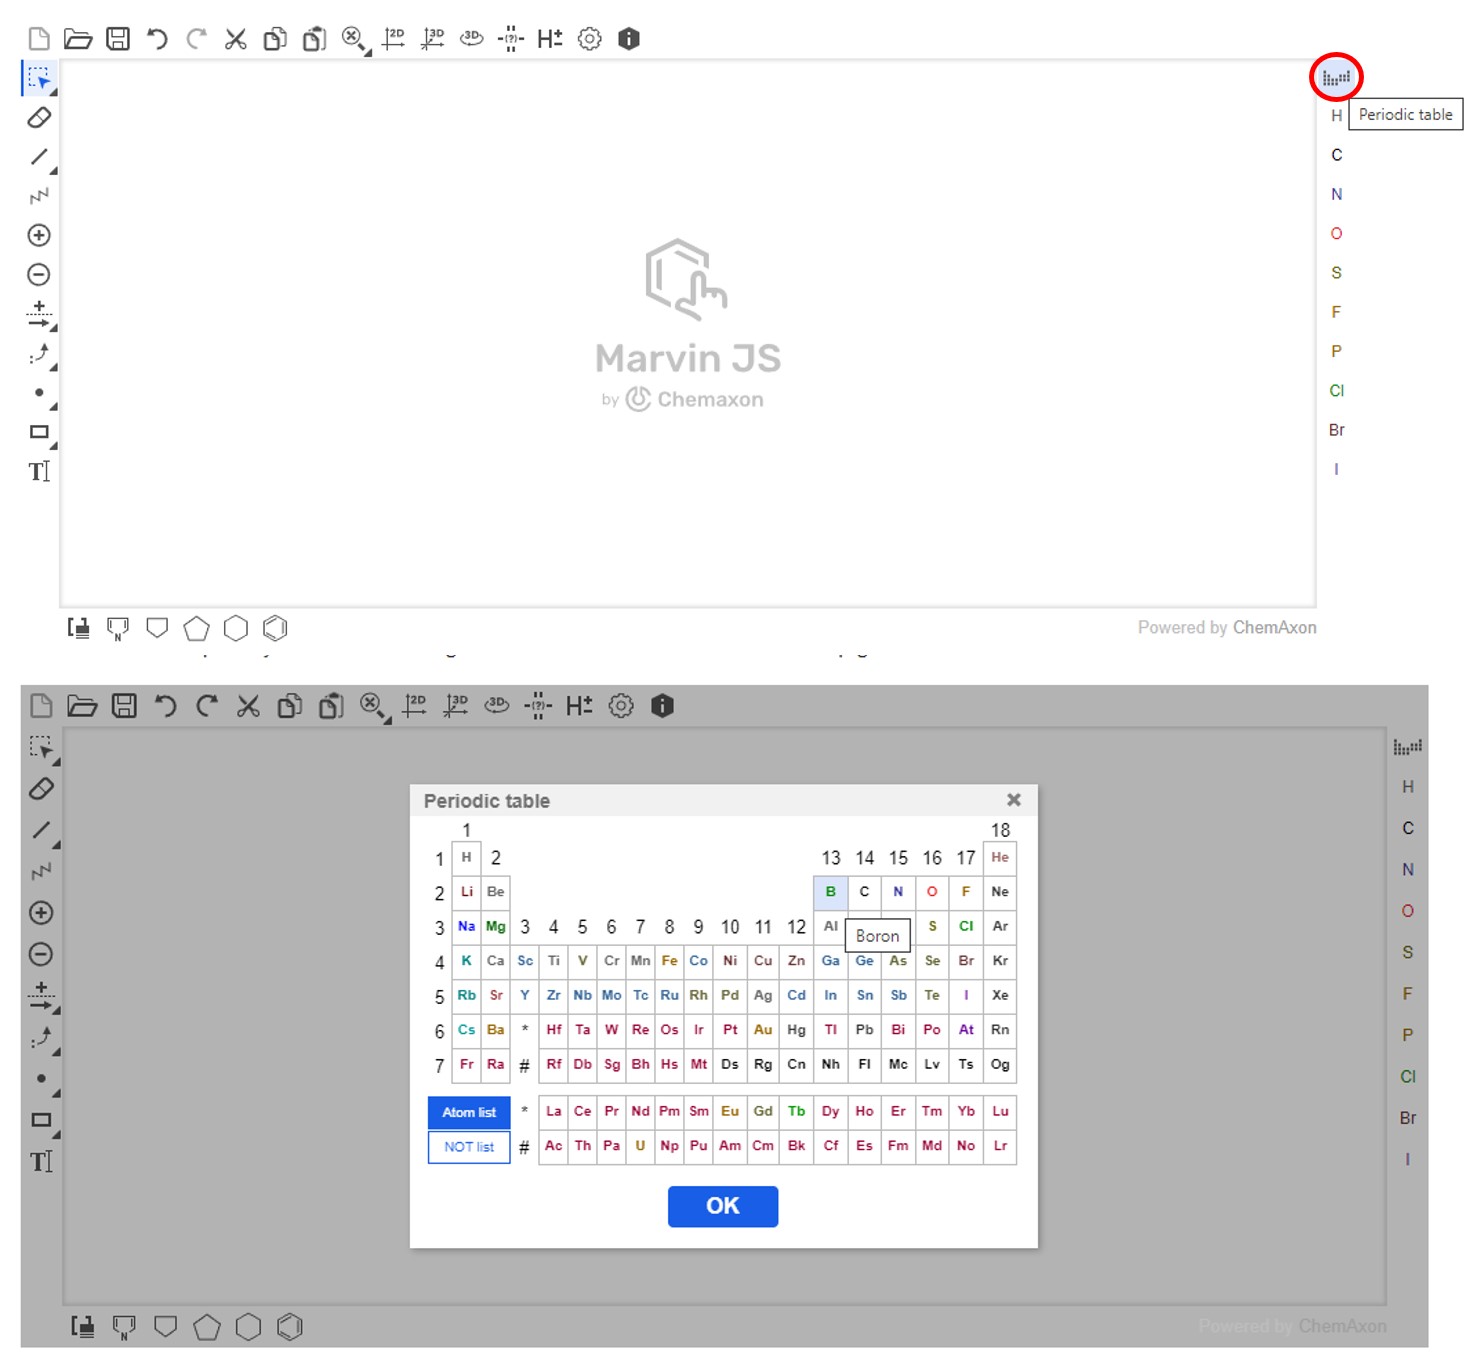 2D 3D 3D (?) H± i
Periodic table
H
C
N
O
S
F
P
Cl
Br
I
T
Marvin JS
by Chemaxon
N
Powered by ChemAxon
2D 3D 3D (?) H± i
H
C
N
O
S
F
P
Cl
Br
I
T
Periodic table ×
1 18
1 H 2 13 14 15 16 17 He
2 Li Be B C N O F Ne
3 Na Mg 3 4 5 6 7 8 9 10 11 12 Al S Cl Ar
Boron
4 K Ca Sc Ti V Cr Mn Fe Co Ni Cu Zn Ga Ge As Se Br Kr
5 Rb Sr Y Zr Nb Mo Tc Ru Rh Pd Ag Cd In Sn Sb Te I Xe
6 Cs Ba * Hf Ta W Re Os Ir Pt Au Hg Tl Pb Bi Po At Rn
7 Fr Ra # Rf Db Sg Bh Hs Mt Ds Rg Cn Nh Fl Mc Lv Ts Og
Atom list * La Ce Pr Nd Pm Sm Eu Gd Tb Dy Ho Er Tm Yb Lu
NOT list # Ac Th Pa U Np Pu Am Cm Bk Cf Es Fm Md No Lr
OK
N
Powered by ChemAxon